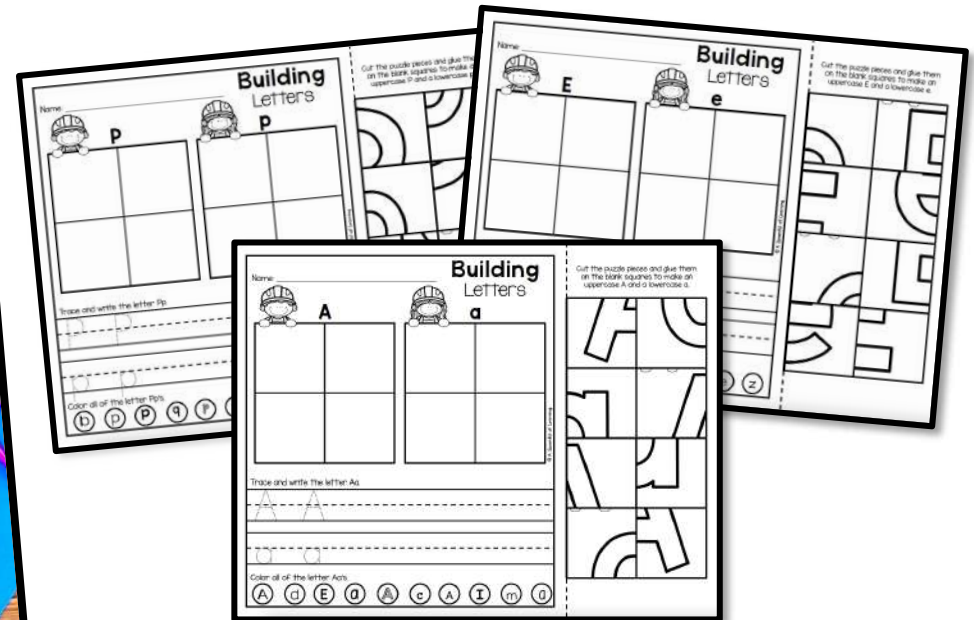 Name:
Building
Letters
P
p
Cut the puzzle pieces and glue
on the blank squares to make
uppercase P and a lowercase
Trace and write the letter Pp.
P P
p p
Color all of the letter Pp's.
b p P q P
Name:
Building
Letters
E
e
Cut the puzzle pieces and glue them
on the blank squares to make an
uppercase E and a lowercase e.
z
Name:
Building
Letters
A
a
Cut the puzzle pieces and glue them
on the blank squares to make an
uppercase A and a lowercase a.
Trace and write the letter Aa.
A A
a a
Color all of the letter Aa's.
A d E a A c A I m a